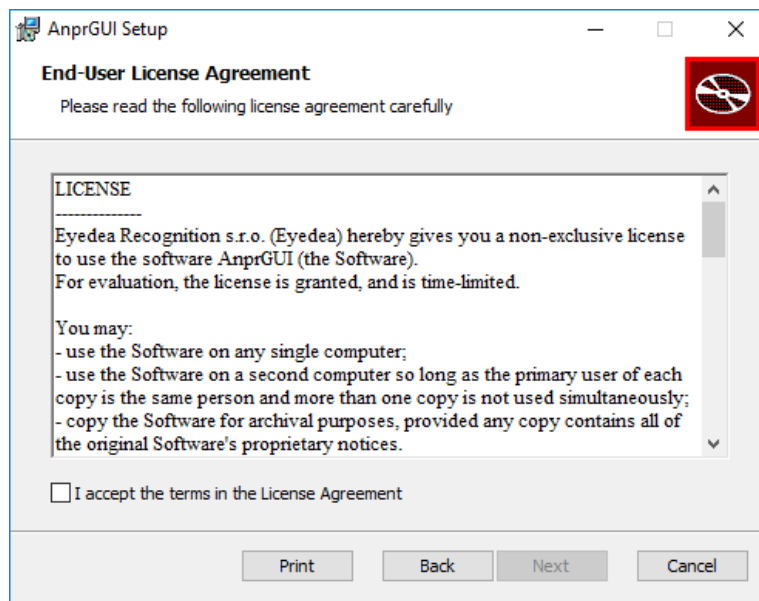 AnprGUI Setup
End-User License Agreement
Please read the following license agreement carefully
LICENSE
--------------
Eyedea Recognition s.r.o. (Eyedea) hereby gives you a non-exclusive license
to use the software AnprGUI (the Software).
For evaluation, the license is granted, and is time-limited.
You may:
- use the Software on any single computer;
- use the Software on a second computer so long as the primary user of each
copy is the same person and more than one copy is not used simultaneously;
- copy the Software for archival purposes, provided any copy contains all of
the original Software's proprietary notices.
I accept the terms in the License Agreement
Print Back Next Cancel